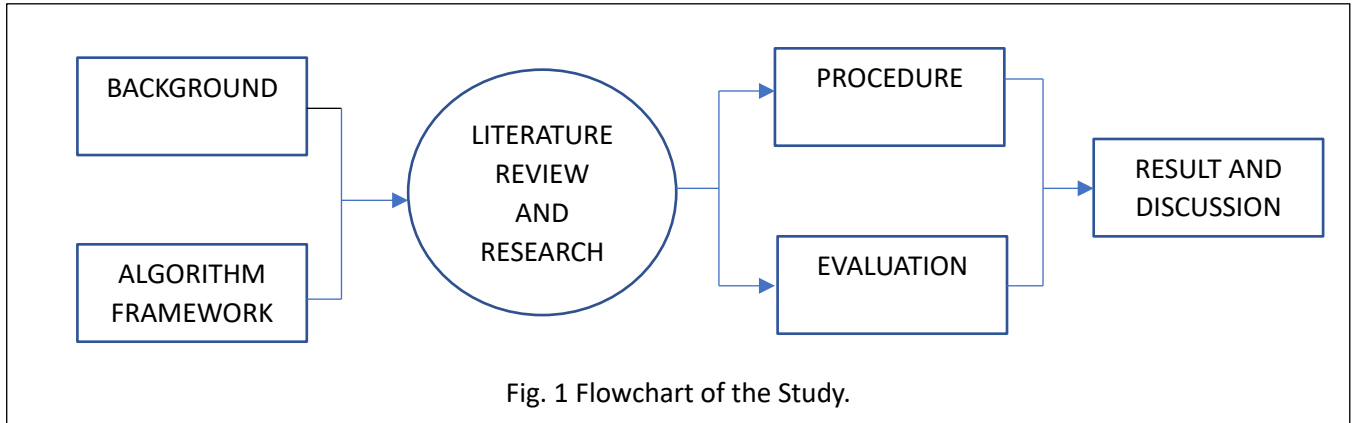 BACKGROUND
ALGORITHM
FRAMEWORK
LITERATURE
REVIEW
AND
RESEARCH
PROCEDURE
EVALUATION
RESULT AND
DISCUSSION
Fig. 1 Flowchart of the Study.